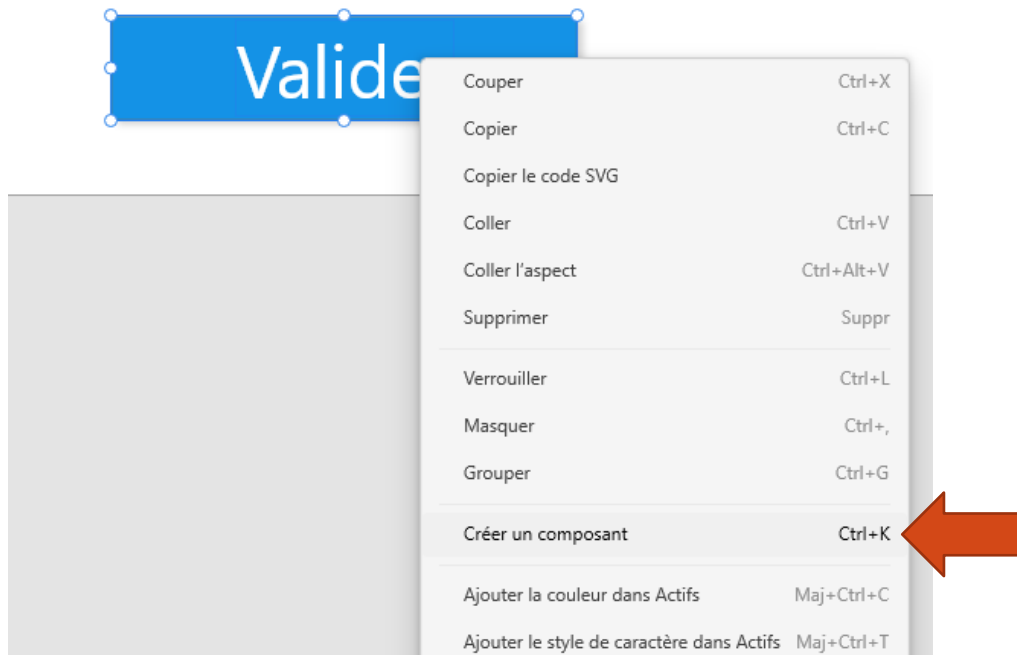 Valide
Couper Ctrl+X
Copier Ctrl+C
Copier le code SVG
Coller Ctrl+V
Coller l'aspect Ctrl+Alt+V
Supprimer Suppr
Verrouiller Ctrl+L
Masquer Ctrl+,
Grouper Ctrl+G
Créer un composant Ctrl+K
Ajouter la couleur dans Actifs Maj+Ctrl+C
Ajouter le style de caractère dans Actifs Maj+Ctrl+T